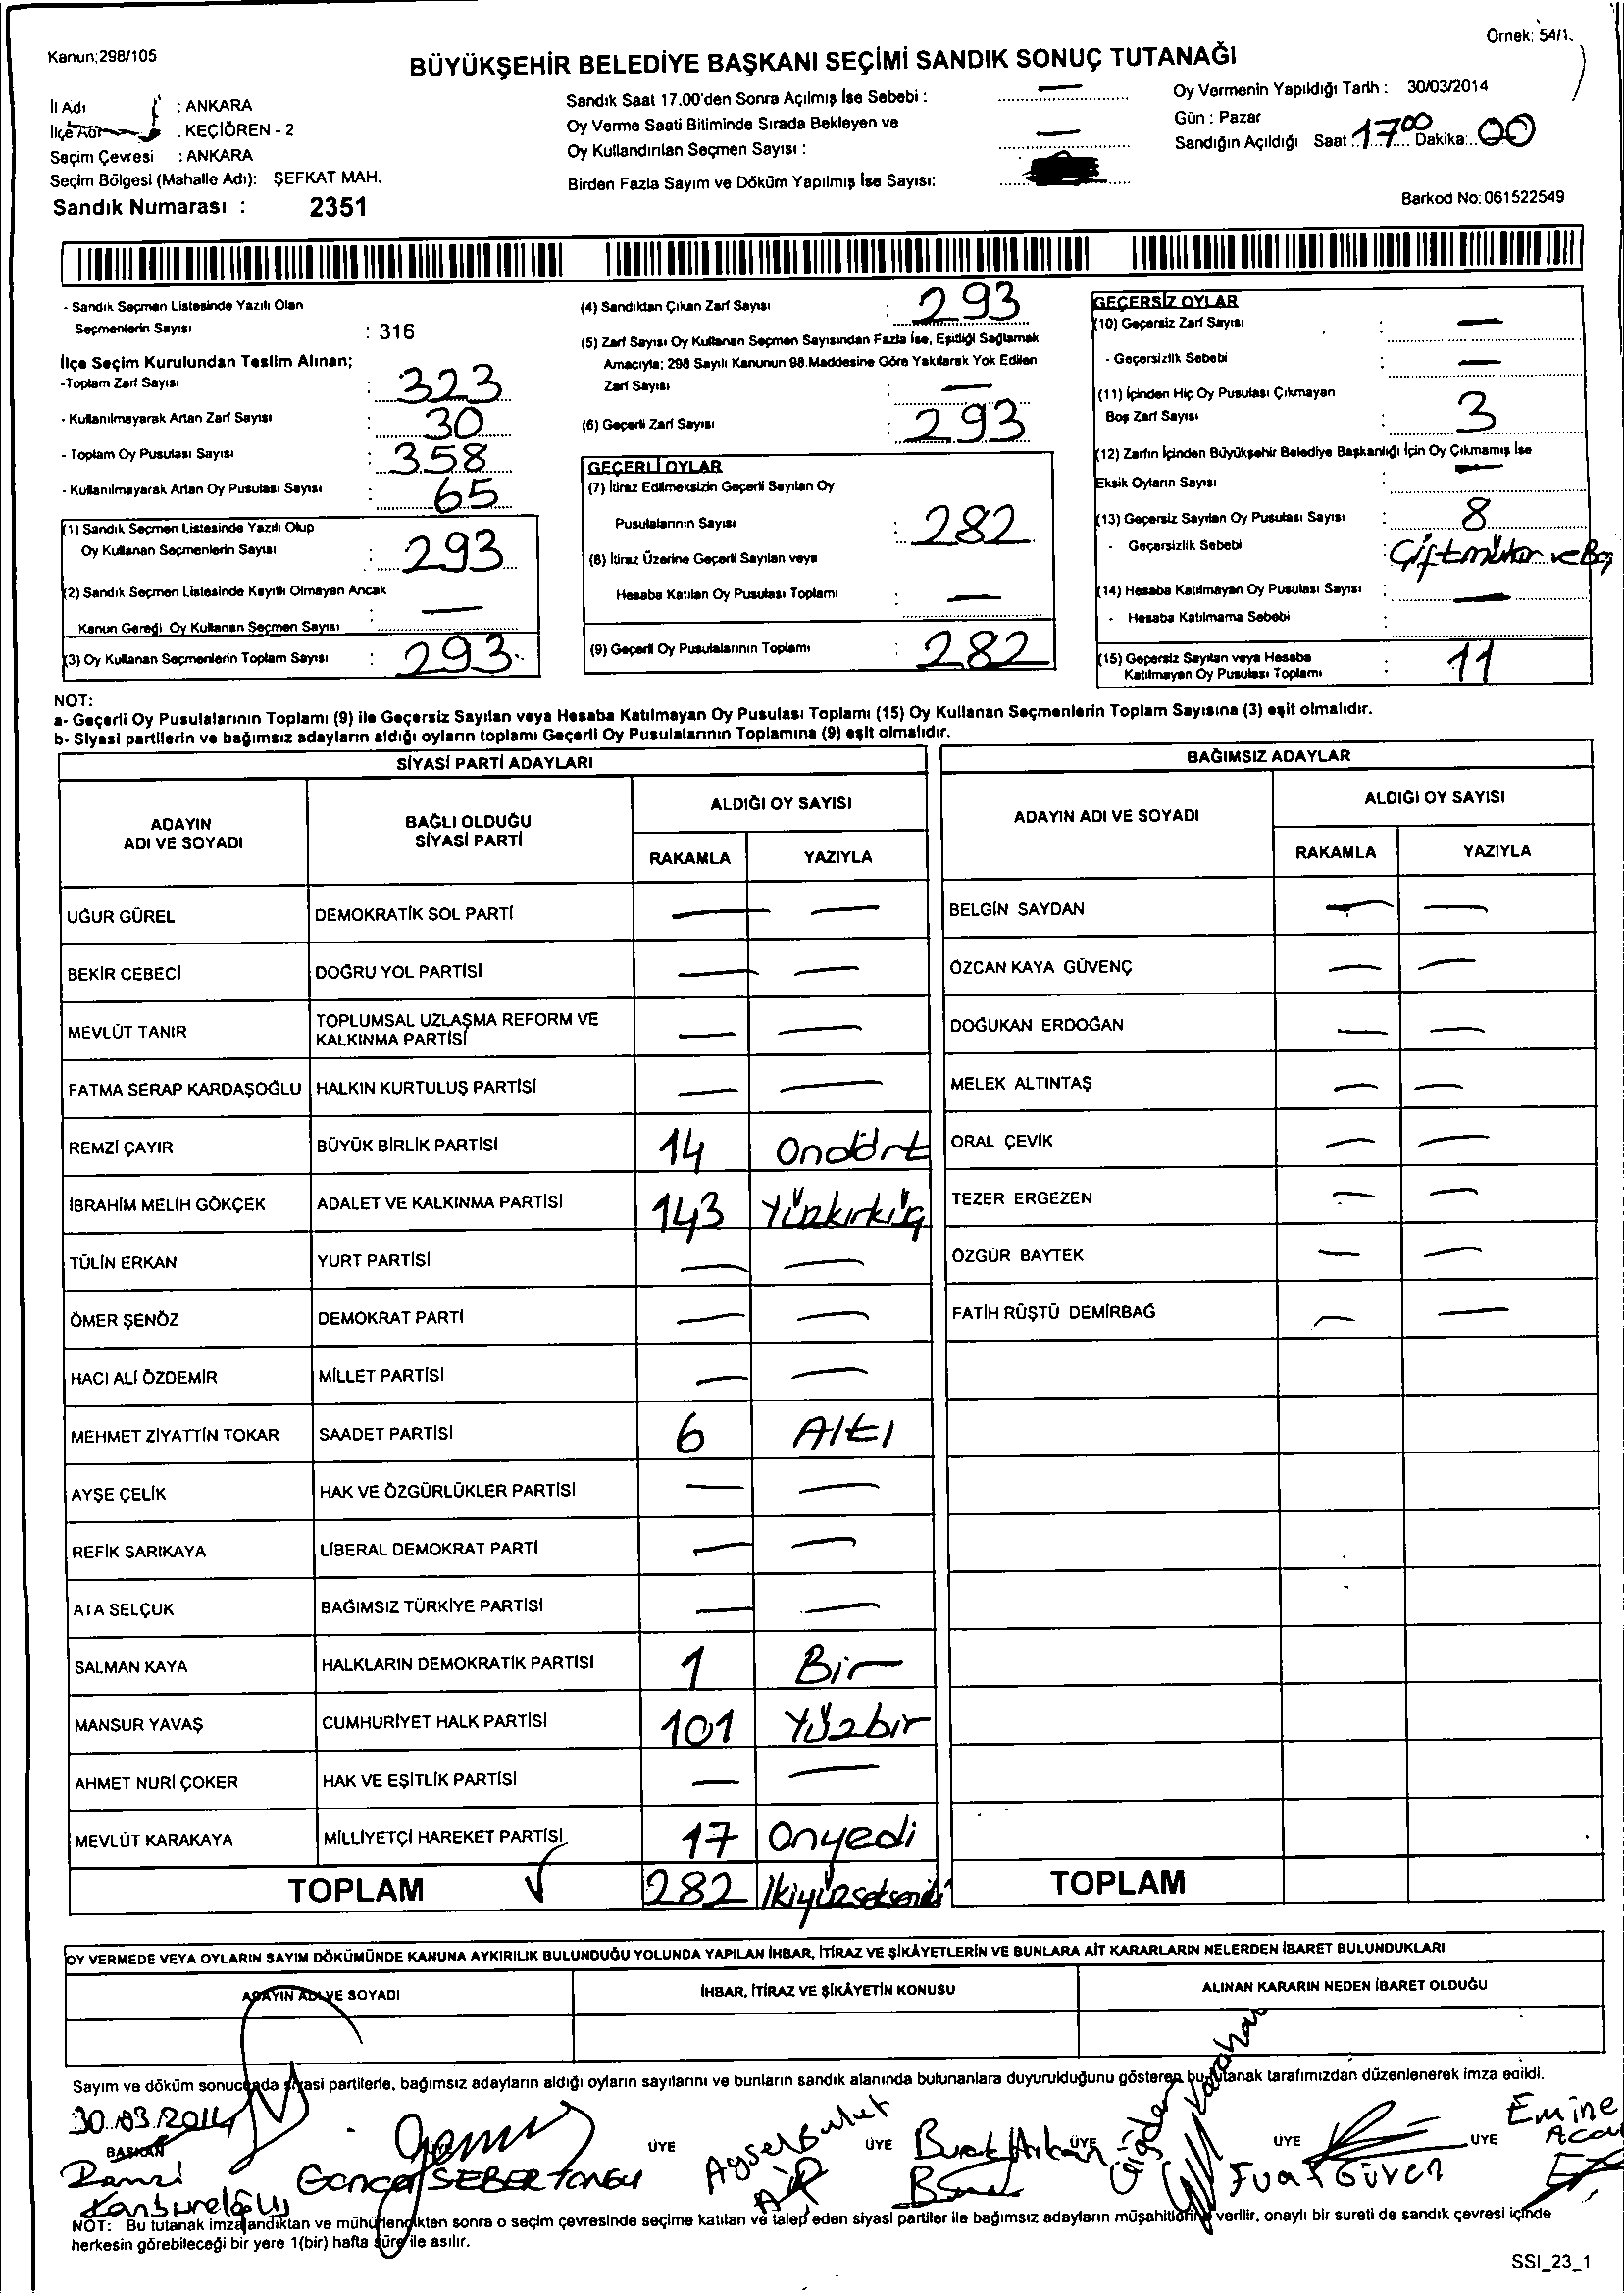 Kanun;298/105
Örnek: 54/1.
BÜYÜKŞEHİR BELEDİYE BAŞKANI SEÇİMİ SANDIK SONUÇ TUTANAĞI
İl Adı : ANKARA
İlçe Adı : KEÇİÖREN - 2
Seçim Çevresi : ANKARA
Seçim Bölgesi (Mahalle Adı): ŞEFKAT MAH.
Sandık Numarası : 2351
Sandık Saat 17.00'den Sonra Açılmış İse Sebebi : —
Oy Verme Saati Bitiminde Sırada Bekleyen ve
Oy Kullandırılan Seçmen Sayısı : —
Birden Fazla Sayım ve Döküm Yapılmış İse Sayısı:
Oy Vermenin Yapıldığı Tarih : 30/03/2014
Gün : Pazar
Sandığın Açıldığı Saat : 17.00 Dakika: 00
Barkod No: 061522549
- Sandık Seçmen Listesinde Yazılı Olan
Seçmenlerin Sayısı : 316
İlçe Seçim Kurulundan Teslim Alınan;
-Toplam Zarf Sayısı : 323
- Kullanılmayarak Artan Zarf Sayısı : 30
- Toplam Oy Pusulası Sayısı : 358
- Kullanılmayarak Artan Oy Pusulası Sayısı : 65
(1) Sandık Seçmen Listesinde Yazılı Olup
Oy Kullanan Seçmenlerin Sayısı : 293
(2) Sandık Seçmen Listesinde Kayıtlı Olmayan Ancak
Kanun Gereği Oy Kullanan Seçmen Sayısı : —
(3) Oy Kullanan Seçmenlerin Toplam Sayısı : 293
(4) Sandıktan Çıkan Zarf Sayısı : 293
(5) Zarf Sayısı Oy Kullanan Seçmen Sayısından Fazla İse, Eşitliği Sağlamak
Amacıyla; 298 Sayılı Kanunun 98.Maddesine Göre Yakılarak Yok Edilen
Zarf Sayısı : —
(6) Geçerli Zarf Sayısı : 293
GEÇERLİ OYLAR
(7) İtiraz Edilmeksizin Geçerli Sayılan Oy
Pusulalarının Sayısı : 282
(8) İtiraz Üzerine Geçerli Sayılan veya
Hesaba Katılan Oy Pusulası Toplamı : —
(9) Geçerli Oy Pusulalarının Toplamı : 282
GEÇERSİZ OYLAR
(10) Geçersiz Zarf Sayısı : —
- Geçersizlik Sebebi : —
(11) İçinden Hiç Oy Pusulası Çıkmayan
Boş Zarf Sayısı : 3
(12) Zarfın İçinden Büyükşehir Belediye Başkanlığı İçin Oy Çıkmamış İse
Eksik Oyların Sayısı : —
(13) Geçersiz Sayılan Oy Pusulası Sayısı : 8
- Geçersizlik Sebebi : Çift mühür ve Boş
(14) Hesaba Katılmayan Oy Pusulası Sayısı : —
- Hesaba Katılmama Sebebi :
(15) Geçersiz Sayılan veya Hesaba
Katılmayan Oy Pusulası Toplamı : 11
NOT:
a- Geçerli Oy Pusulalarının Toplamı (9) ile Geçersiz Sayılan veya Hesaba Katılmayan Oy Pusulası Toplamı (15) Oy Kullanan Seçmenlerin Toplam Sayısına (3) eşit olmalıdır.
b- Siyasi partilerin ve bağımsız adayların aldığı oyların toplamı Geçerli Oy Pusulalarının Toplamına (9) eşit olmalıdır.
SİYASİ PARTİ ADAYLARI
ADAYIN ADI VE SOYADI BAĞLI OLDUĞU SİYASİ PARTİ ALDIĞI OY SAYISI
RAKAMLA YAZIYLA
UĞUR GÜREL DEMOKRATİK SOL PARTİ — —
BEKİR CEBECİ DOĞRU YOL PARTİSİ — —
MEVLÜT TANIR TOPLUMSAL UZLAŞMA REFORM VE KALKINMA PARTİSİ — —
FATMA SERAP KARDAŞOĞLU HALKIN KURTULUŞ PARTİSİ — —
REMZİ ÇAYIR BÜYÜK BİRLİK PARTİSİ 14 Ondört
İBRAHİM MELİH GÖKÇEK ADALET VE KALKINMA PARTİSİ 143 Yüzkırküç
TÜLİN ERKAN YURT PARTİSİ — —
ÖMER ŞENÖZ DEMOKRAT PARTİ — —
HACI ALİ ÖZDEMİR MİLLET PARTİSİ — —
MEHMET ZİYATTİN TOKAR SAADET PARTİSİ 6 Altı
AYŞE ÇELİK HAK VE ÖZGÜRLÜKLER PARTİSİ — —
REFİK SARIKAYA LİBERAL DEMOKRAT PARTİ — —
ATA SELÇUK BAĞIMSIZ TÜRKİYE PARTİSİ — —
SALMAN KAYA HALKLARIN DEMOKRATİK PARTİSİ 1 Bir
MANSUR YAVAŞ CUMHURİYET HALK PARTİSİ 101 Yüzbir
AHMET NURİ ÇOKER HAK VE EŞİTLİK PARTİSİ — —
MEVLÜT KARAKAYA MİLLİYETÇİ HAREKET PARTİSİ 17 Onyedi
TOPLAM 282 İkiyüzsekseniki
BAĞIMSIZ ADAYLAR
ADAYIN ADI VE SOYADI ALDIĞI OY SAYISI
RAKAMLA YAZIYLA
BELGİN SAYDAN — —
ÖZCAN KAYA GÜVENÇ — —
DOĞUKAN ERDOĞAN — —
MELEK ALTINTAŞ — —
ORAL ÇEVİK — —
TEZER ERGEZEN — —
ÖZGÜR BAYTEK — —
FATİH RÜŞTÜ DEMİRBAĞ — —
TOPLAM
OY VERMEDE VEYA OYLARIN SAYIM DÖKÜMÜNDE KANUNA AYKIRILIK BULUNDUĞU YOLUNDA YAPILAN İHBAR, İTİRAZ VE ŞİKÂYETLERİN VE BUNLARA AİT KARARLARIN NELERDEN İBARET BULUNDUKLARI
ADAYIN ADI VE SOYADI İHBAR, İTİRAZ VE ŞİKÂYETİN KONUSU ALINAN KARARIN NEDEN İBARET OLDUĞU
Sayım ve döküm sonucunda siyasi partilerle, bağımsız adayların aldığı oyların sayılarını ve bunların sandık alanında bulunanlara duyurulduğunu gösteren bu tutanak tarafımızdan düzenlenerek imza edildi.
30.03.2014
BAŞKAN ÜYE ÜYE ÜYE ÜYE ÜYE
Aysel Bulut
Burak Arkan
Fuat Güven
Emine
NOT: Bu tutanak imzalandıktan ve mühürlendikten sonra o seçim çevresinde seçime katılan ve talep eden siyasi partiler ile bağımsız adayların müşahitlerine verilir, onaylı bir sureti de sandık çevresi içinde
herkesin görebileceği bir yere 1(bir) hafta süre ile asılır.
SSI_23_1